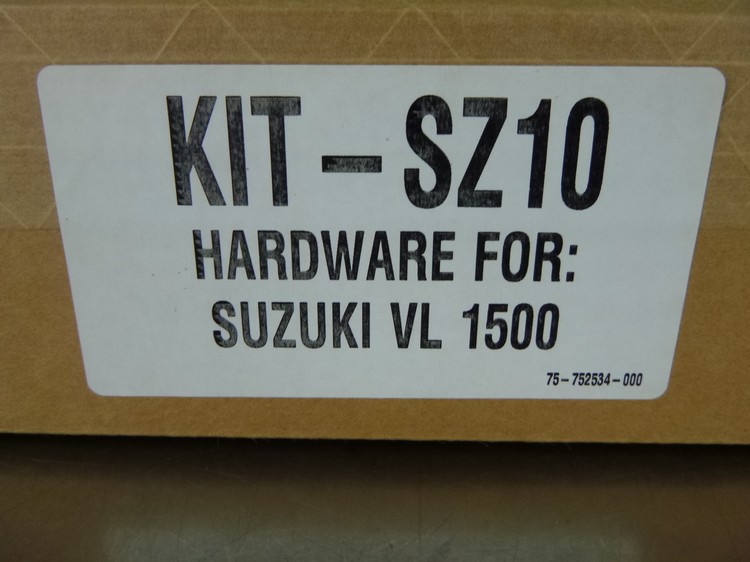 KIT-SZ10
HARDWARE FOR:
SUZUKI VL 1500
75-752534-000